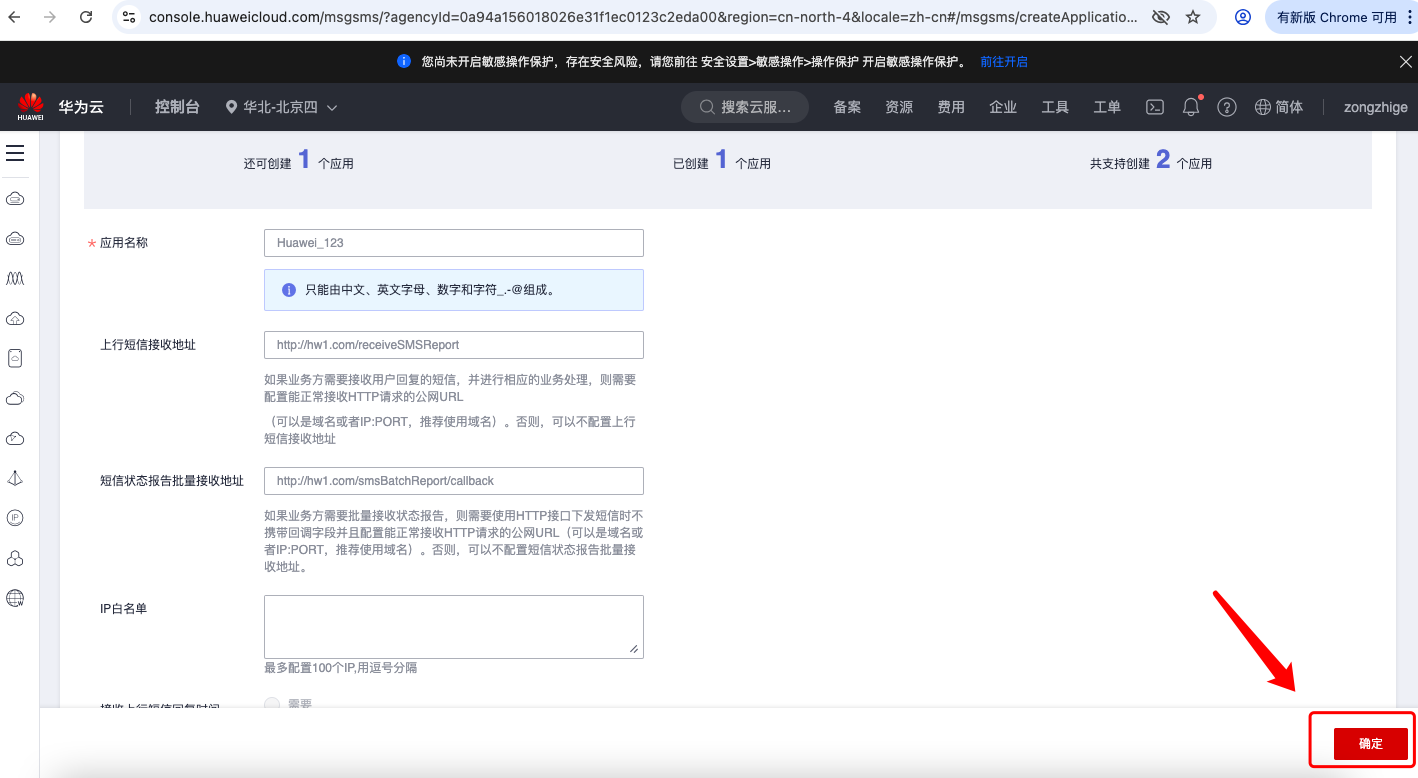 console.huaweicloud.com/msgsms/?agencyId=0a94a156018026e31f1ec0123c2eda00&region=cn-north-4&locale=zh-cn#/msgsms/createApplicatio...
有新版 Chrome 可用
您尚未开启敏感操作保护，存在安全风险，请您前往 安全设置>敏感操作>操作保护 开启敏感操作保护。 前往开启
HUAWEI
华为云
控制台
华北-北京四
搜索云服...
备案
资源
费用
企业
工具
工单
简体
zongzhige
还可创建 1 个应用
已创建 1 个应用
共支持创建 2 个应用
* 应用名称
Huawei_123
只能由中文、英文字母、数字和字符_.-@组成。
上行短信接收地址
http://hw1.com/receiveSMSReport
如果业务方需要接收用户回复的短信，并进行相应的业务处理，则需要
配置能正常接收HTTP请求的公网URL
（可以是域名或者IP:PORT，推荐使用域名）。否则，可以不配置上行
短信接收地址
短信状态报告批量接收地址
http://hw1.com/smsBatchReport/callback
如果业务方需要批量接收状态报告，则需要使用HTTP接口下发短信时不
携带回调字段并且配置能正常接收HTTP请求的公网URL（可以是域名或
者IP:PORT，推荐使用域名）。否则，可以不配置短信状态报告批量接
收地址。
IP白名单
最多配置100个IP,用逗号分隔
接收上行短信回复时间
需要
确定